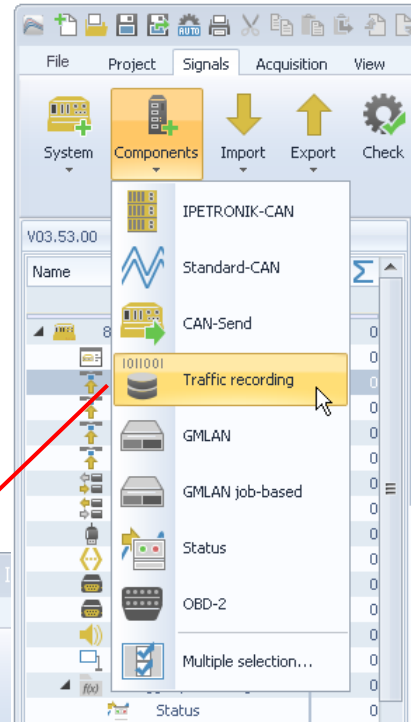 File Project Signals Acquisition View
System Components Import Export Check
V03.53.00
Name
IPETRONIK-CAN
Standard-CAN
CAN-Send
Traffic recording
GMLAN
GMLAN job-based
Status
OBD-2
Multiple selection...
Status